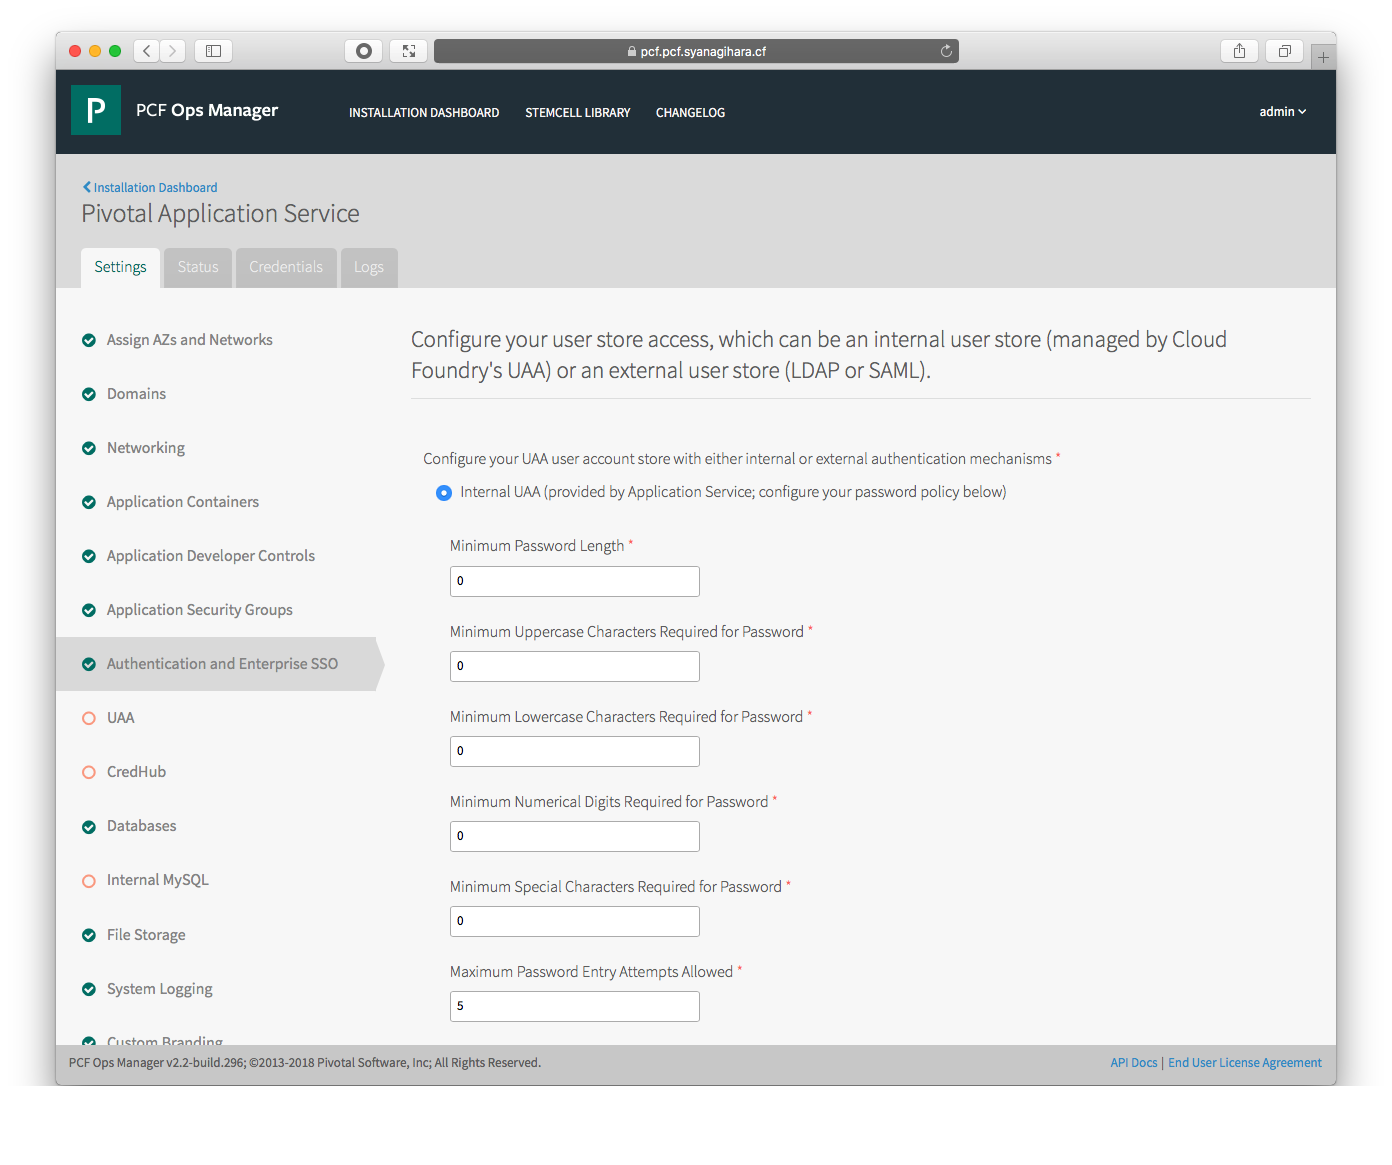 pcf.pcf.syanagihara.cf
P
PCF Ops Manager
INSTALLATION DASHBOARD
STEMCELL LIBRARY
CHANGELOG
admin
Installation Dashboard
Pivotal Application Service
Settings
Status
Credentials
Logs
Assign AZs and Networks
Domains
Networking
Application Containers
Application Developer Controls
Application Security Groups
Authentication and Enterprise SSO
UAA
CredHub
Databases
Internal MySQL
File Storage
System Logging
Custom Branding
Configure your user store access, which can be an internal user store (managed by Cloud
Foundry's UAA) or an external user store (LDAP or SAML).
Configure your UAA user account store with either internal or external authentication mechanisms *
Internal UAA (provided by Application Service; configure your password policy below)
Minimum Password Length *
0
Minimum Uppercase Characters Required for Password *
0
Minimum Lowercase Characters Required for Password *
0
Minimum Numerical Digits Required for Password *
0
Minimum Special Characters Required for Password *
0
Maximum Password Entry Attempts Allowed *
5
PCF Ops Manager v2.2-build.296; ©2013-2018 Pivotal Software, Inc; All Rights Reserved.
API Docs | End User License Agreement